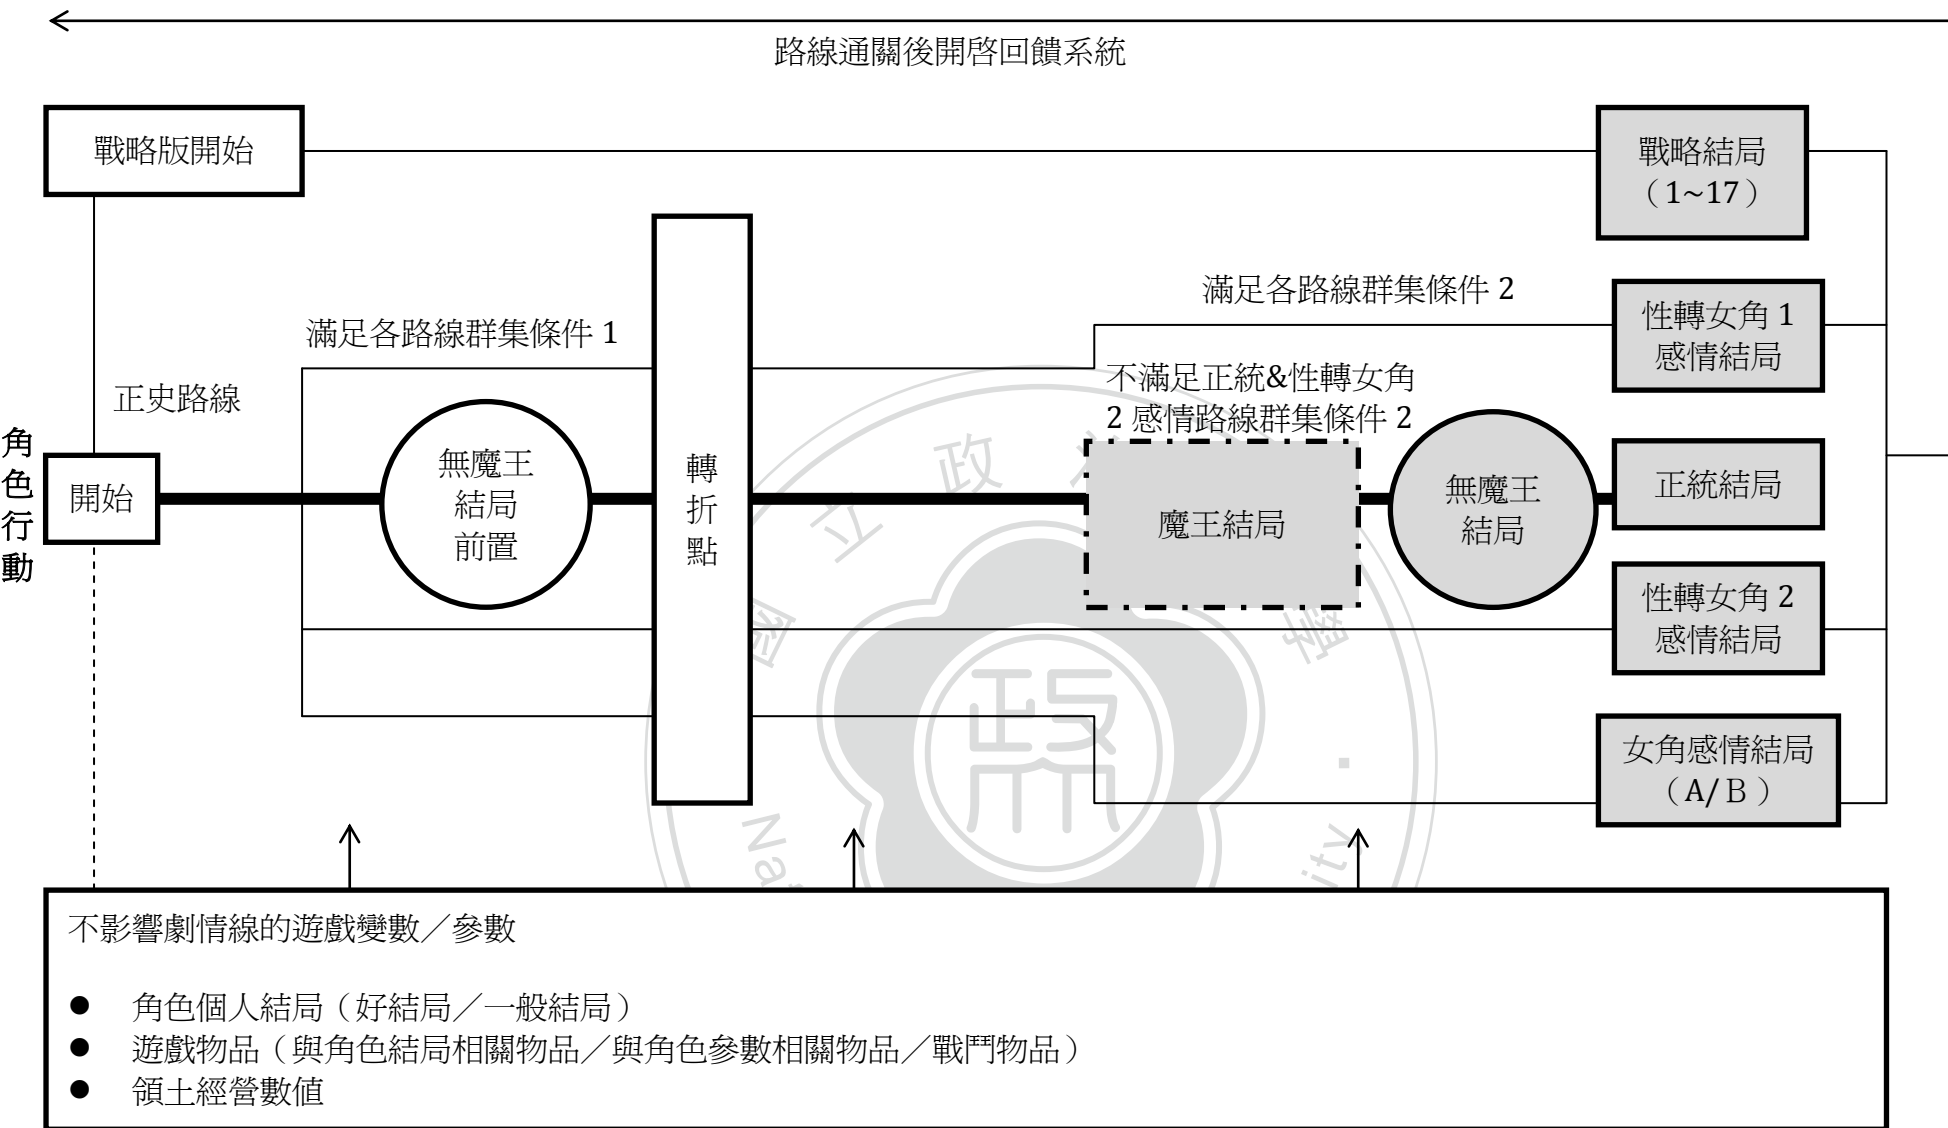 路線通關後開啓回饋系統
戰略版開始
戰略結局
（1~17）
滿足各路線群集條件 2
性轉女角 1
感情結局
滿足各路線群集條件 1
不滿足正統&性轉女角
2 感情路線群集條件 2
正史路線
角
色
行
動
開始
無魔王
結局
前置
轉
折
點
魔王結局
無魔王
結局
正統結局
性轉女角 2
感情結局
女角感情結局
（A/Ｂ）
國 立 政 治 大 學
政
不影響劇情線的遊戲變數／參數
● 角色個人結局（好結局／一般結局）
● 遊戲物品（與角色結局相關物品／與角色參數相關物品／戰鬥物品）
● 領土經營數值